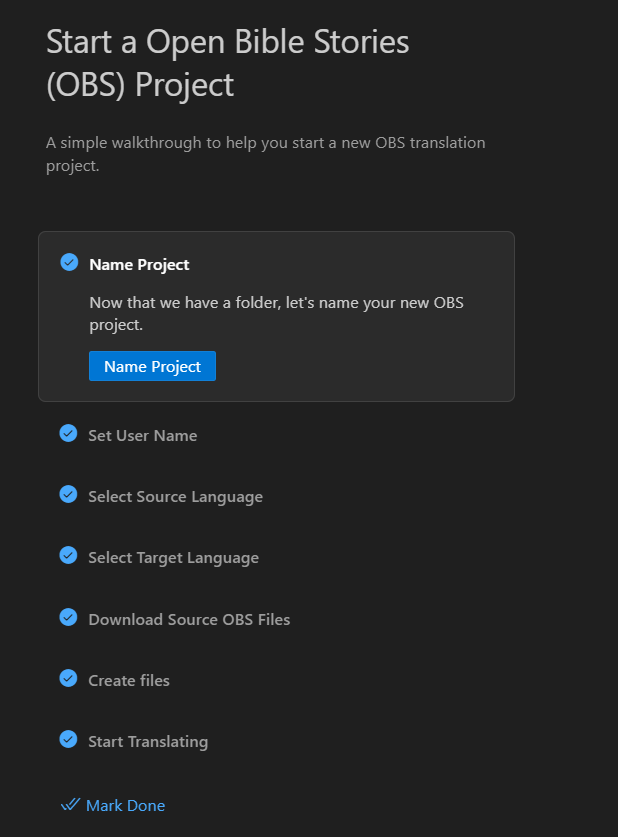 Start a Open Bible Stories
(OBS) Project
A simple walkthrough to help you start a new OBS translation
project.
Name Project
Now that we have a folder, let's name your new OBS
project.
Name Project
Set User Name
Select Source Language
Select Target Language
Download Source OBS Files
Create files
Start Translating
Mark Done